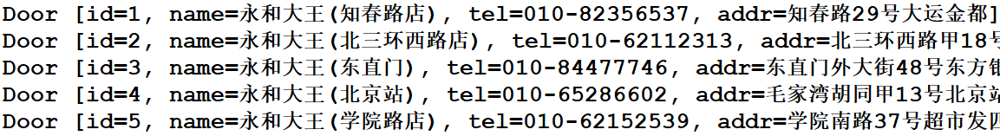 Door [id=1, name=永和大王(知春路店), tel=010-82356537, addr=知春路29号大运金都]
Door [id=2, name=永和大王(北三环西路店), tel=010-62112313, addr=北三环西路甲18号
Door [id=3, name=永和大王(东直门), tel=010-84477746, addr=东直门外大街48号东方银
Door [id=4, name=永和大王(北京站), tel=010-65286602, addr=毛家湾胡同甲13号北京站
Door [id=5, name=永和大王(学院路店), tel=010-62152539, addr=学院南路37号超市发四